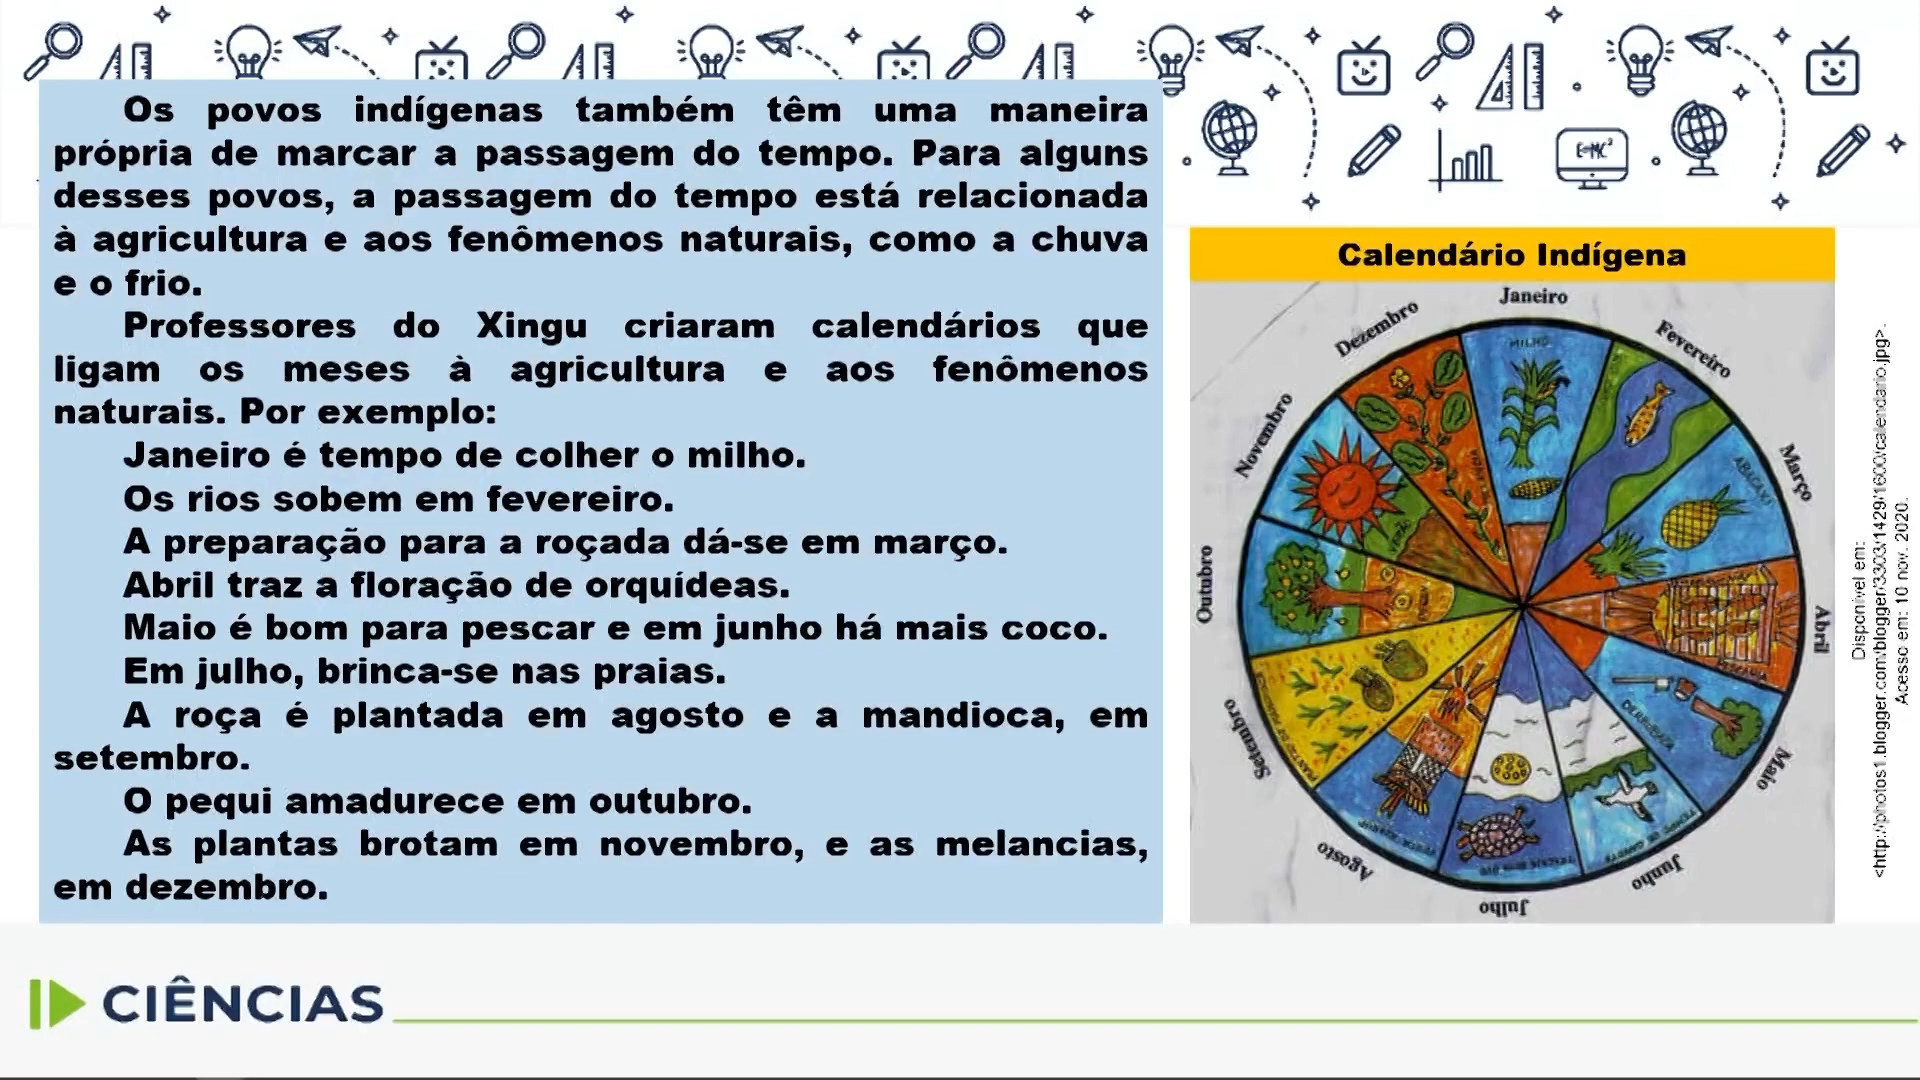 Os povos indígenas também têm uma maneira
própria de marcar a passagem do tempo. Para alguns
desses povos, a passagem do tempo está relacionada
à agricultura e aos fenômenos naturais, como a chuva
e o frio.
Professores do Xingu criaram calendários que
ligam os meses à agricultura e aos fenômenos
naturais. Por exemplo:
Janeiro é tempo de colher o milho.
Os rios sobem em fevereiro.
A preparação para a roçada dá-se em março.
Abril traz a floração de orquídeas.
Maio é bom para pescar e em junho há mais coco.
Em julho, brinca-se nas praias.
A roça é plantada em agosto e a mandioca, em
setembro.
O pequi amadurece em outubro.
As plantas brotam em novembro, e as melancias,
em dezembro.
E=MC²
Calendário Indígena
Janeiro
Fevereiro
Março
Abril
Maio
Junho
Julho
Agosto
Setembro
Outubro
Novembro
Dezembro
MILHO
ABACAXI
DERRUBADA
Disponível em:
<http://photos1.blogger.com/blogger/3303/1429/1600/calendario.jpg>.
Acesso em: 10 nov. 2020.
CIÊNCIAS